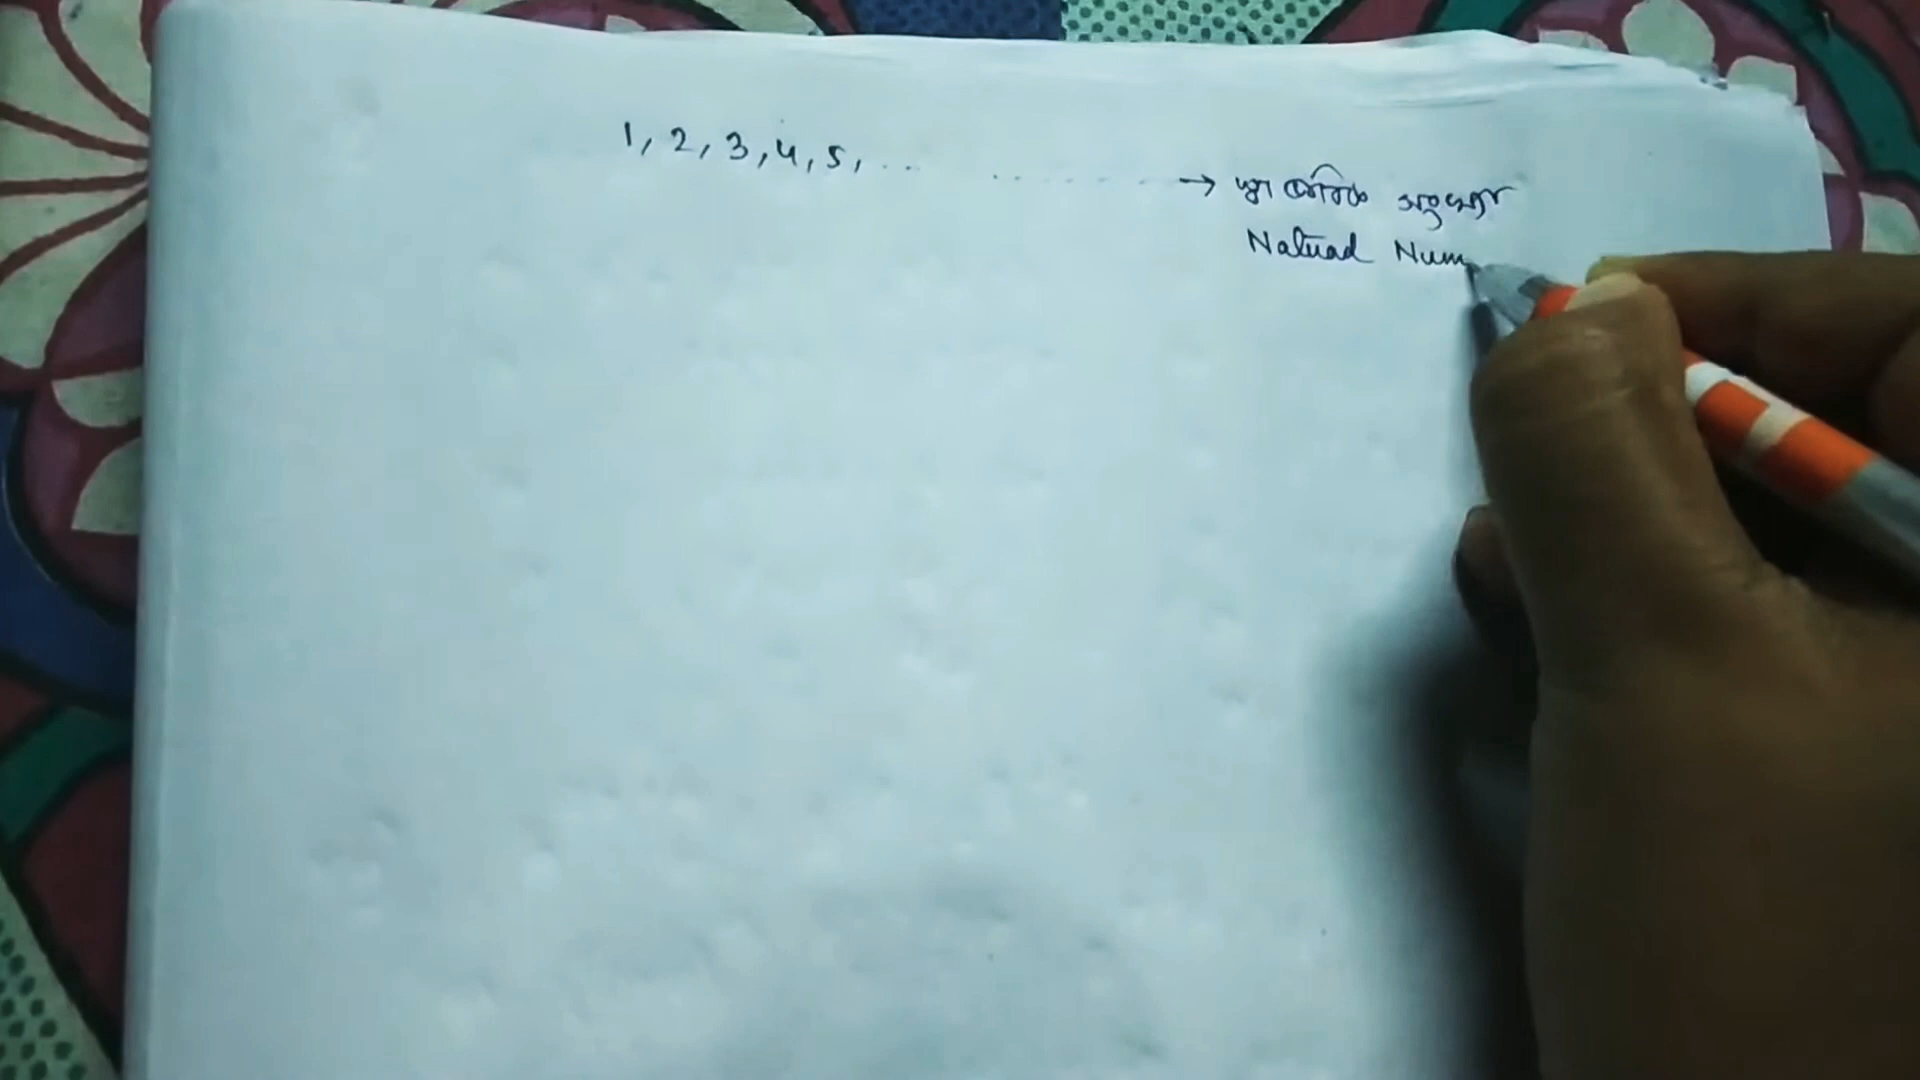 1, 2, 3, 4, 5, ... ........ → স্বাভাবিক
Natural Num